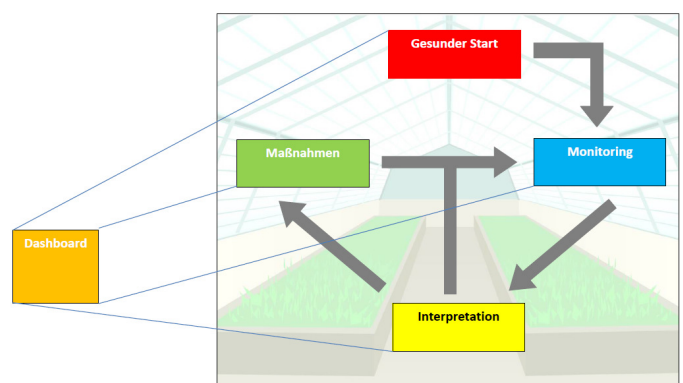 Gesunder Start
Maßnahmen
Monitoring
Dashboard
Interpretation